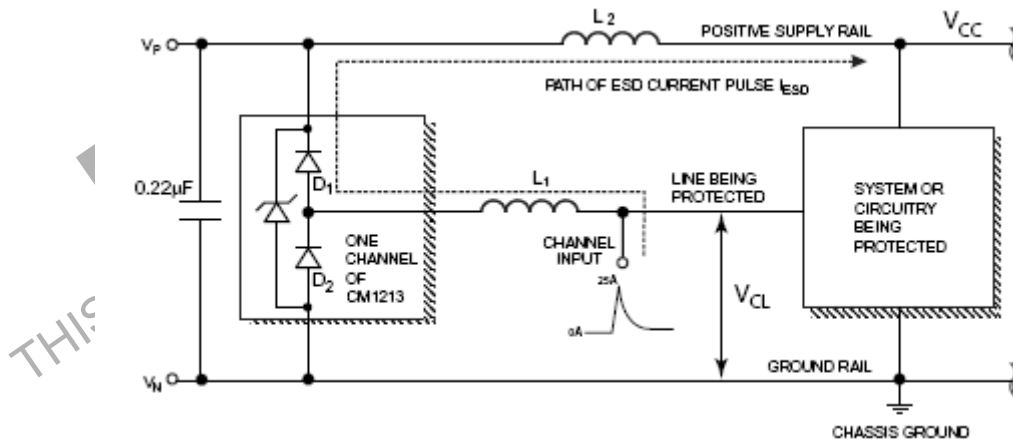 L2
POSITIVE SUPPLY RAIL
VCC
VP
PATH OF ESD CURRENT PULSE IESD
D1
0.22µF
L1
LINE BEING
PROTECTED
SYSTEM OR
CIRCUITRY
BEING
PROTECTED
ONE
CHANNEL
OF
CM1213
D2
CHANNEL
INPUT
25A
0A
VCL
THIS
VN
GROUND RAIL
CHASSIS GROUND